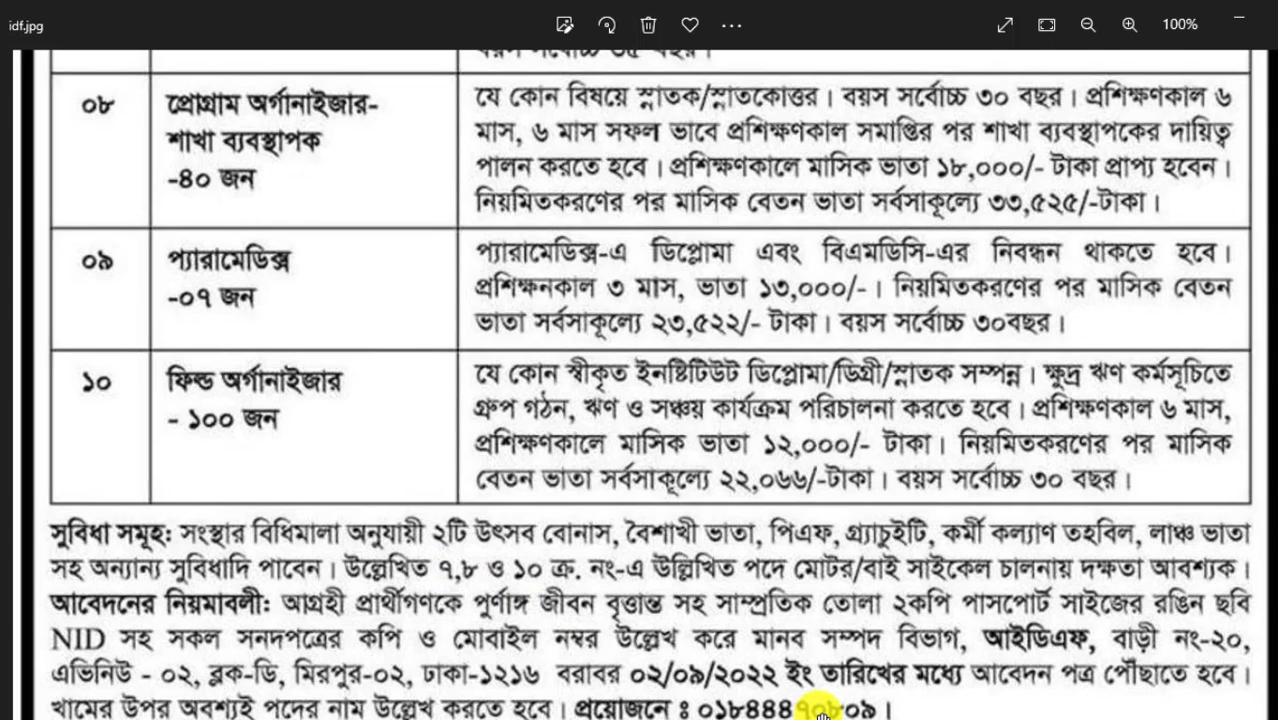 idf.jpg
100%
বয়স সর্বোচ্চ ৩৫ বছর।
০৮
প্রোগ্রাম অর্গানাইজার-
শাখা ব্যবস্থাপক
-৪০ জন
যে কোন বিষয়ে স্নাতক/স্নাতকোত্তর। বয়স সর্বোচ্চ ৩০ বছর। প্রশিক্ষণকাল ৬
মাস, ৬ মাস সফল ভাবে প্রশিক্ষণকাল সমাপ্তির পর শাখা ব্যবস্থাপকের দায়িত্ব
পালন করতে হবে। প্রশিক্ষণকালে মাসিক ভাতা ১৮,০০০/- টাকা প্রাপ্য হবেন।
নিয়মিতকরণের পর মাসিক বেতন ভাতা সর্বসাকূল্যে ৩৩,৫২৫/-টাকা।
০৯
প্যারামেডিক্স
-০৭ জন
প্যারামেডিক্স-এ ডিপ্লোমা এবং বিএমডিসি-এর নিবন্ধন থাকতে হবে।
প্রশিক্ষনকাল ৩ মাস, ভাতা ১৩,০০০/-। নিয়মিতকরণের পর মাসিক বেতন
ভাতা সর্বসাকূল্যে ২৩,৫২২/- টাকা। বয়স সর্বোচ্চ ৩০বছর।
১০
ফিল্ড অর্গানাইজার
- ১০০ জন
যে কোন স্বীকৃত ইনষ্টিটিউট ডিপ্লোমা/ডিগ্রী/স্নাতক সম্পন্ন। ক্ষুদ্র ঋণ কর্মসূচিতে
গ্রুপ গঠন, ঋণ ও সঞ্চয় কার্যক্রম পরিচালনা করতে হবে। প্রশিক্ষণকাল ৬ মাস,
প্রশিক্ষণকালে মাসিক ভাতা ১২,০০০/- টাকা। নিয়মিতকরণের পর মাসিক
বেতন ভাতা সর্বসাকূল্যে ২২,০৬৬/-টাকা। বয়স সর্বোচ্চ ৩০ বছর।
সুবিধা সমূহ: সংস্থার বিধিমালা অনুযায়ী ২টি উৎসব বোনাস, বৈশাখী ভাতা, পিএফ, গ্র্যাচুইটি, কর্মী কল্যাণ তহবিল, লাঞ্চ ভাতা
সহ অন্যান্য সুবিধাদি পাবেন। উল্লেখিত ৭,৮ ও ১০ ক্র. নং-এ উল্লিখিত পদে মোটর/বাই সাইকেল চালনায় দক্ষতা আবশ্যক।
আবেদনের নিয়মাবলী: আগ্রহী প্রার্থীগণকে পুর্ণাঙ্গ জীবন বৃত্তান্ত সহ সাম্প্রতিক তোলা ২কপি পাসপোর্ট সাইজের রঙিন ছবি
NID সহ সকল সনদপত্রের কপি ও মোবাইল নম্বর উল্লেখ করে মানব সম্পদ বিভাগ, আইডিএফ, বাড়ী নং-২০,
এভিনিউ - ০২, ব্লক-ডি, মিরপুর-০২, ঢাকা-১২১৬ বরাবর ০২/০৯/২০২২ ইং তারিখের মধ্যে আবেদন পত্র পৌঁছাতে হবে।
খামের উপর অবশ্যই পদের নাম উল্লেখ করতে হবে। প্রয়োজনে ঃ ০১৮৪৪৪৭০৮০৯।